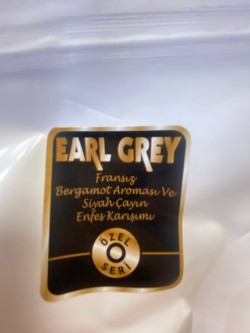 EARL GREY
Fransız
Bergamot Aroması Ve
Siyah Çayın
Enfes Karışımı
ÖZEL
SERİ